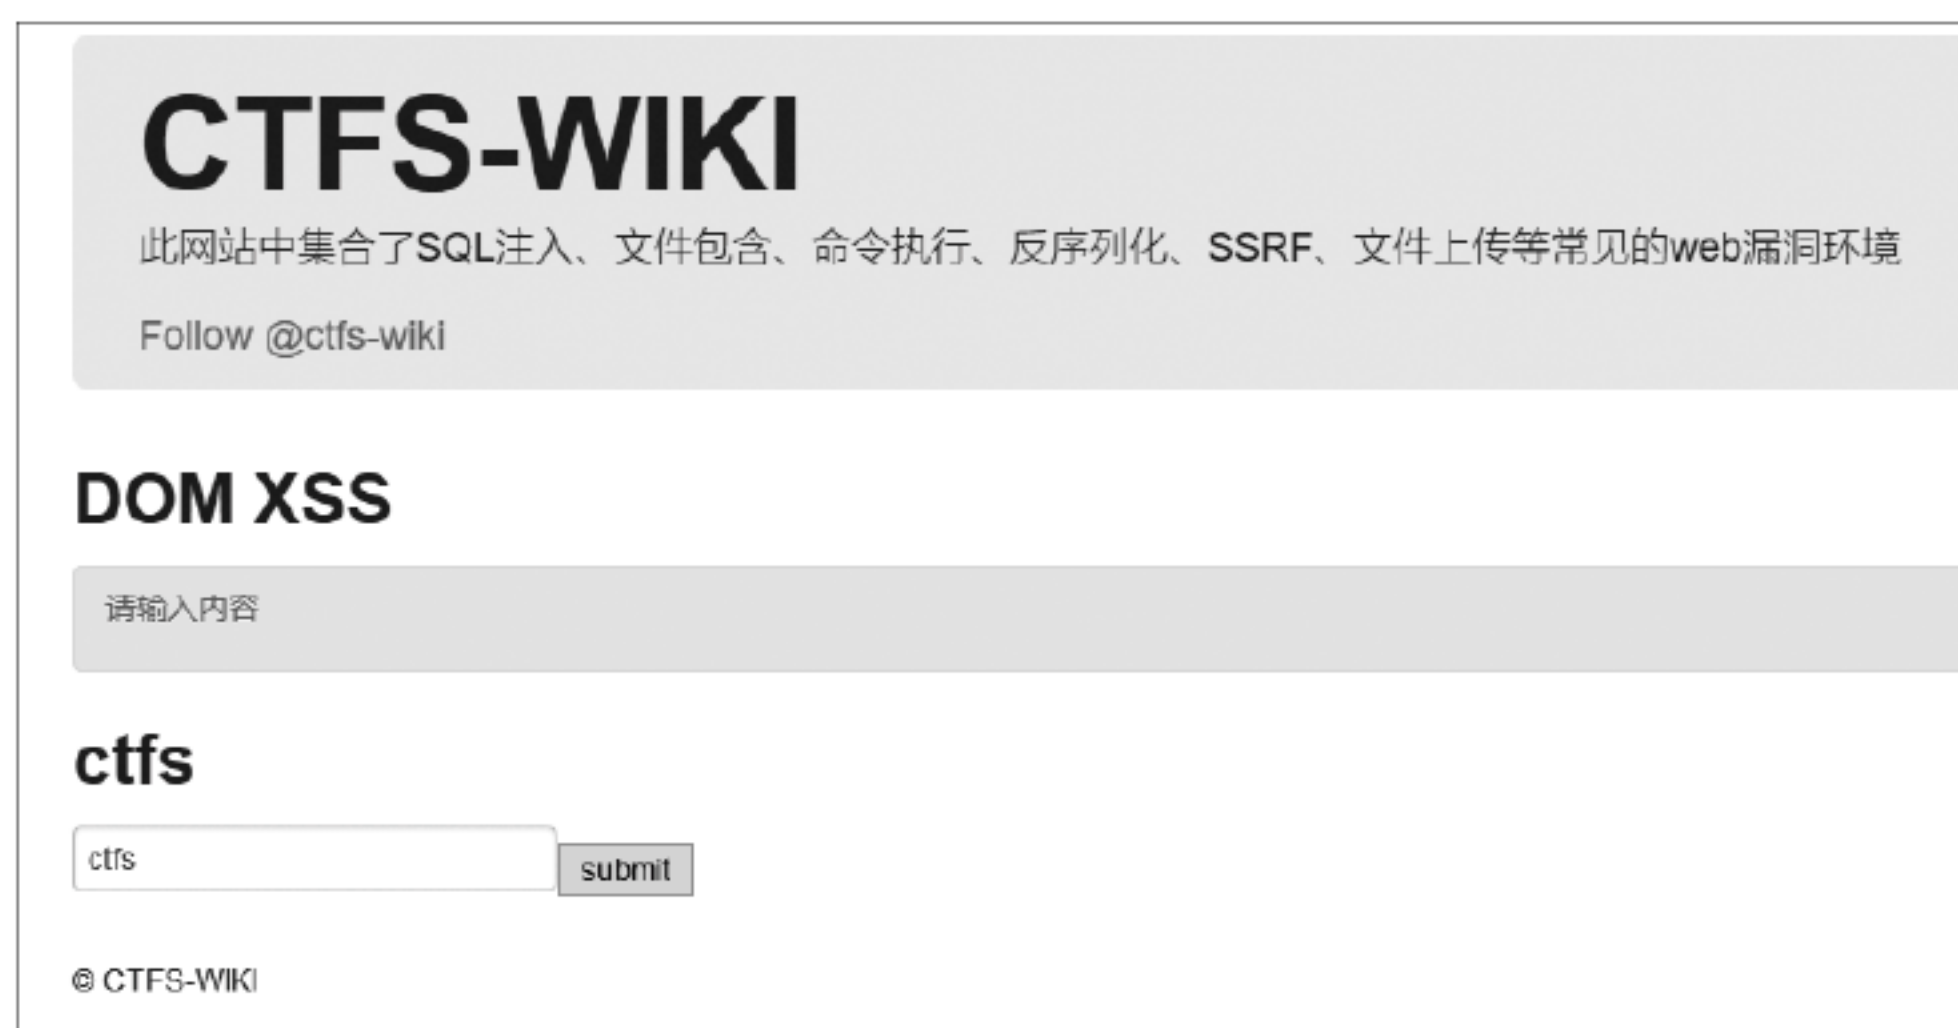 CTFS-WIKI
此网站中集合了SQL注入、文件包含、命令执行、反序列化、SSRF、文件上传等常见的web漏洞环境
Follow @ctfs-wiki
DOM XSS
请输入内容
ctfs
ctfs
submit
© CTFS-WIKI